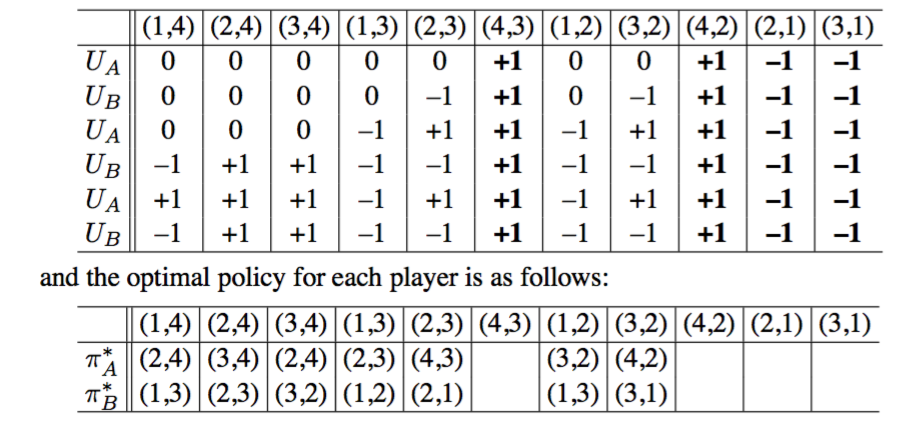 (1,4) (2,4) (3,4) (1,3) (2,3) (4,3) (1,2) (3,2) (4,2) (2,1) (3,1)
U_A 0 0 0 0 0 +1 0 0 +1 –1 –1
U_B 0 0 0 0 –1 +1 0 –1 +1 –1 –1
U_A 0 0 0 –1 +1 +1 –1 +1 +1 –1 –1
U_B –1 +1 +1 –1 –1 +1 –1 –1 +1 –1 –1
U_A +1 +1 +1 –1 +1 +1 –1 +1 +1 –1 –1
U_B –1 +1 +1 –1 –1 +1 –1 –1 +1 –1 –1
and the optimal policy for each player is as follows:
(1,4) (2,4) (3,4) (1,3) (2,3) (4,3) (1,2) (3,2) (4,2) (2,1) (3,1)
π*_A (2,4) (3,4) (2,4) (2,3) (4,3) (3,2) (4,2)
π*_B (1,3) (2,3) (3,2) (1,2) (2,1) (1,3) (3,1)